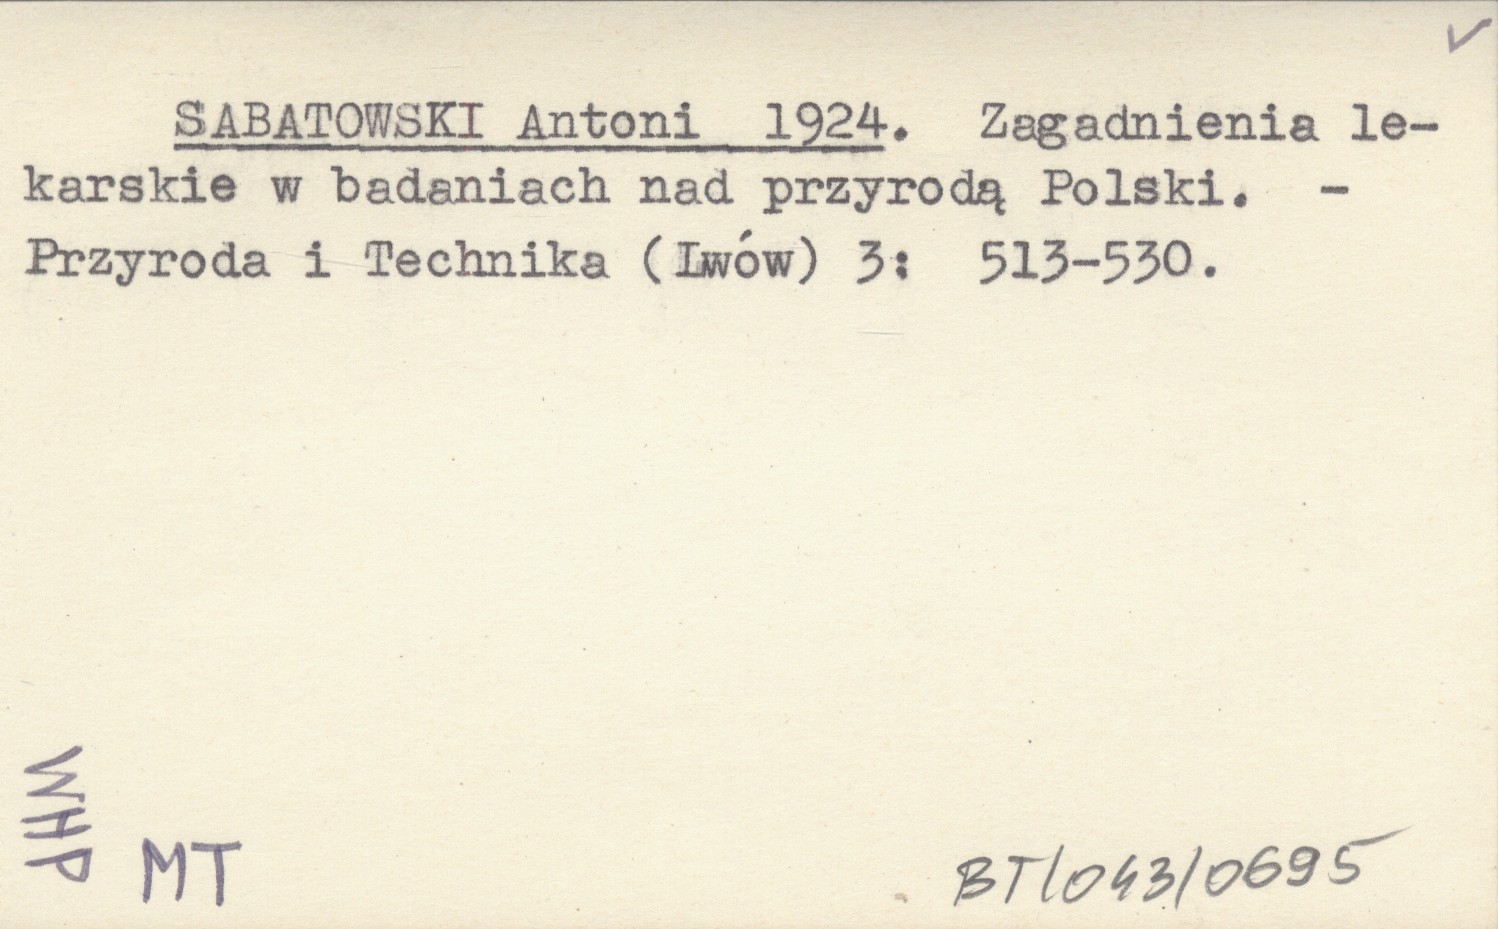 SABATOWSKI Antoni 1924. Zagadnienia le-
karskie w badaniach nad przyrodą Polski. -
Przyroda i Technika (Lwów) 3: 513-530.
WHP
MT
BT/043/0695